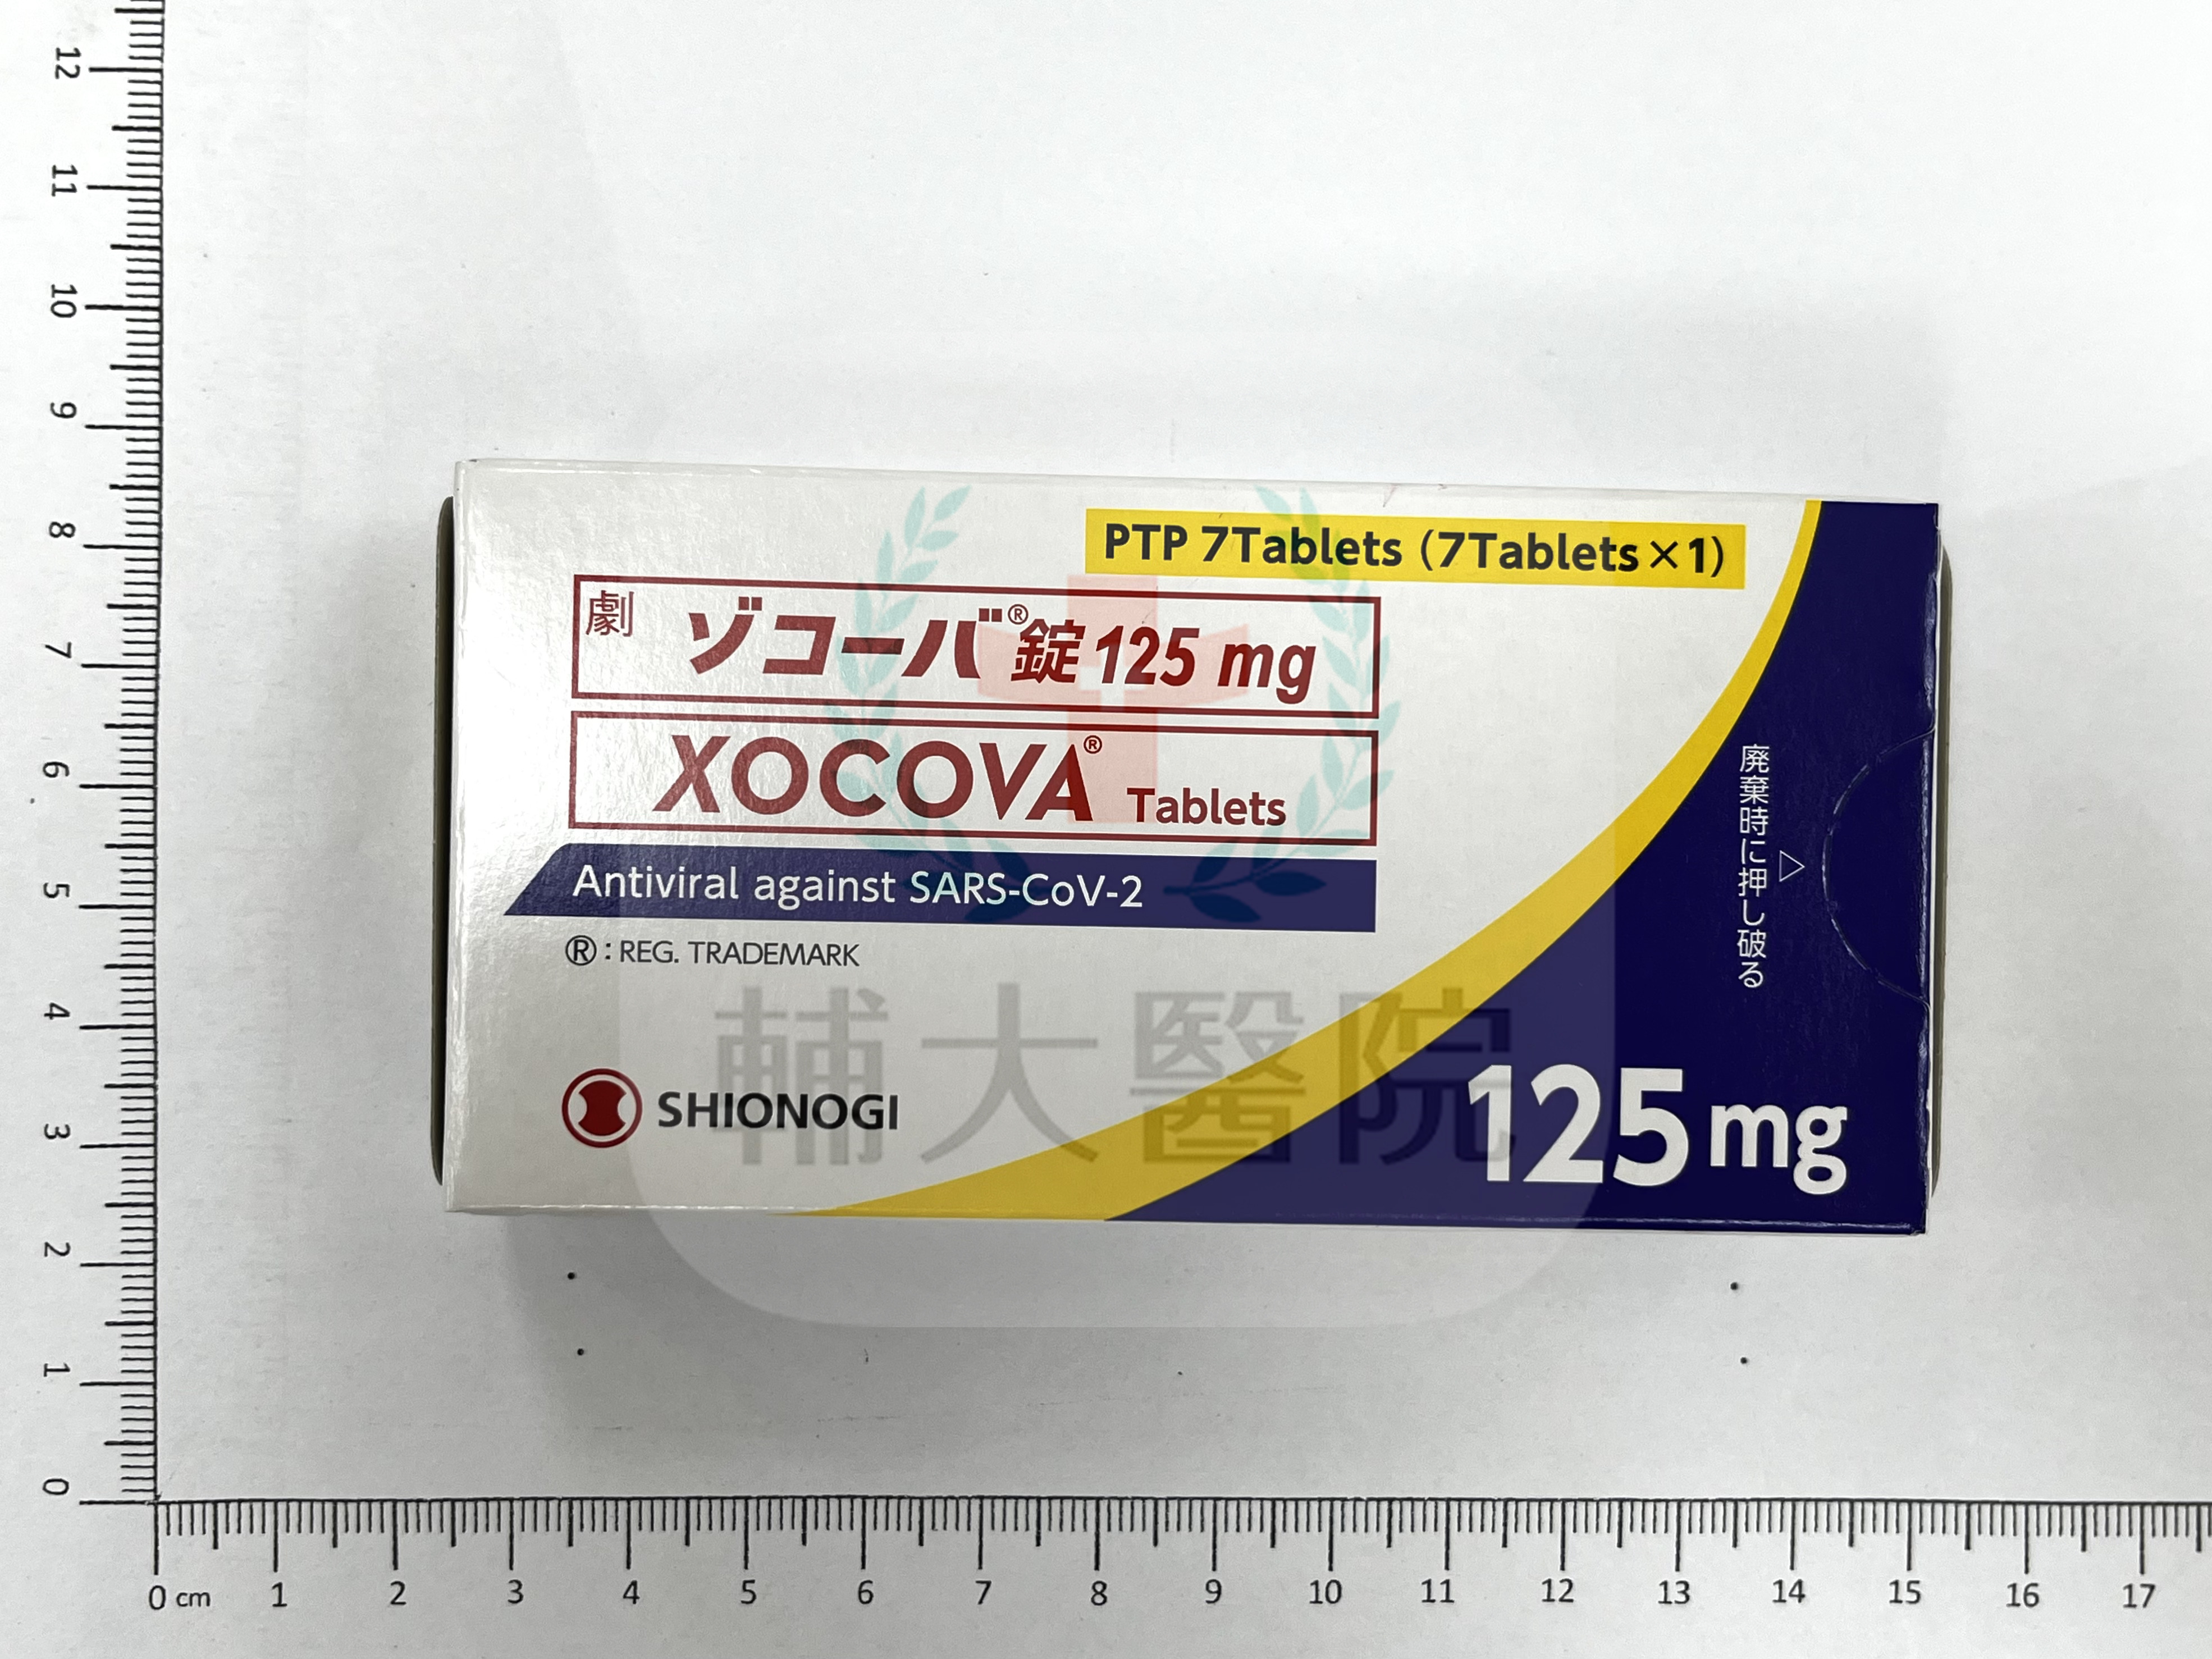 PTP 7Tablets (7Tablets×1)
劇 ゾコーバ®錠125 mg
XOCOVA® Tablets
Antiviral against SARS-CoV-2
®: REG. TRADEMARK
SHIONOGI
廃棄時に押し破る
125mg
輔大醫院
12
11
10
9
8
7
6
5
4
3
2
1
0
0 cm 1 2 3 4 5 6 7 8 9 10 11 12 13 14 15 16 17